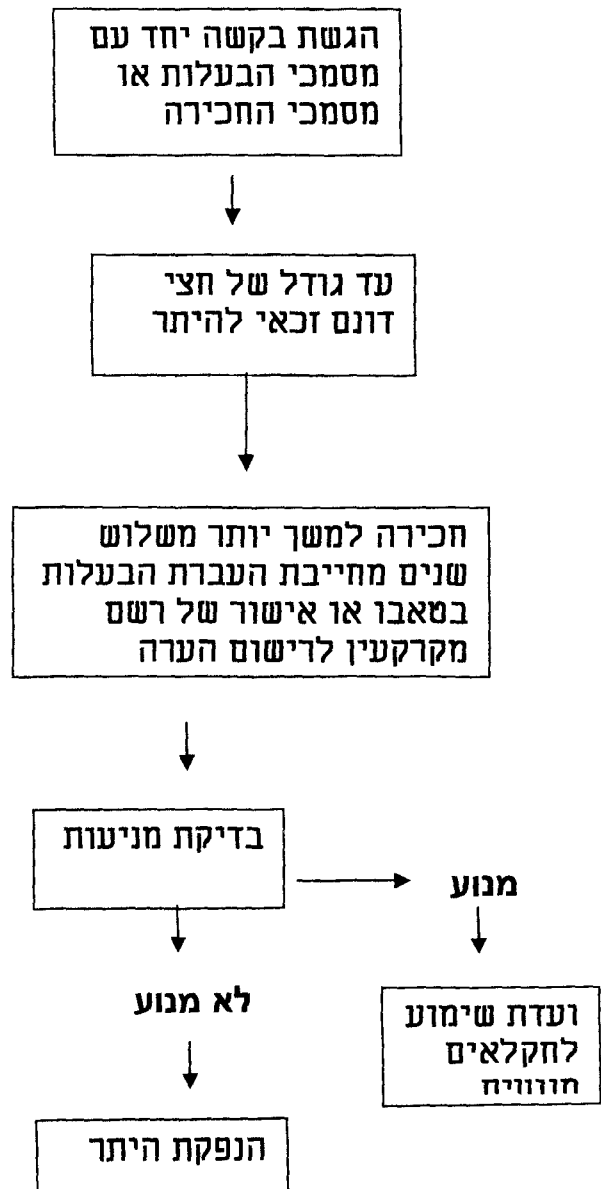 הגשת בקשה יחד עם
מסמכי הבעלות או
מסמכי החכירה
עד גודל של חצי
דונם זכאי להיתר
חכירה למשך יותר משלוש
שנים מחייבת העברת הבעלות
בטאבו או אישור של רשם
מקרקעין לרישום הערה
בדיקת מניעות
מנוע
לא מנוע
ועדת שימוע
לחקלאים
הנפקת היתר